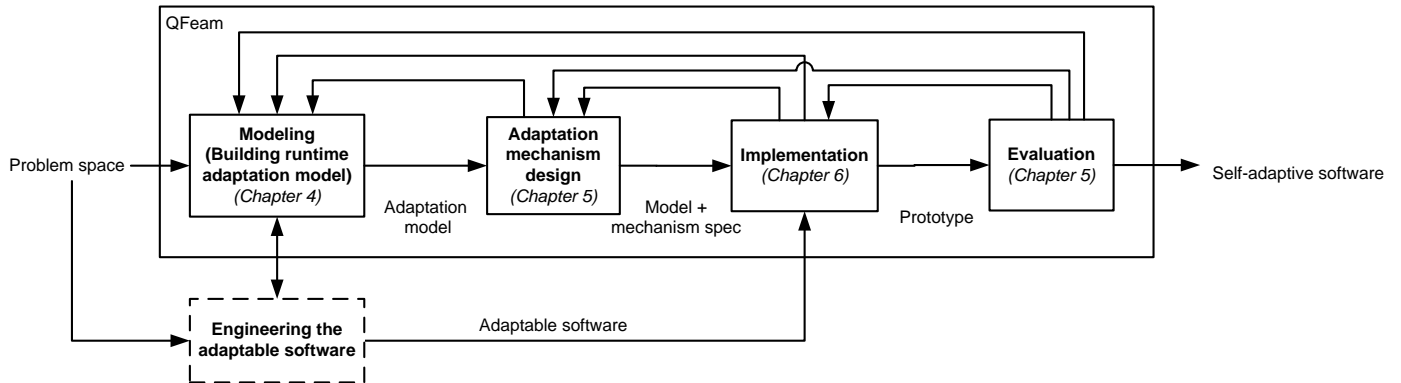 QFeam
Modeling
(Building runtime
adaptation model)
(Chapter 4)
Adaptation
mechanism
design
(Chapter 5)
Implementation
(Chapter 6)
Evaluation
(Chapter 5)
Problem space
Self-adaptive software
Adaptation
model
Model +
mechanism spec
Prototype
Engineering the
adaptable software
Adaptable software